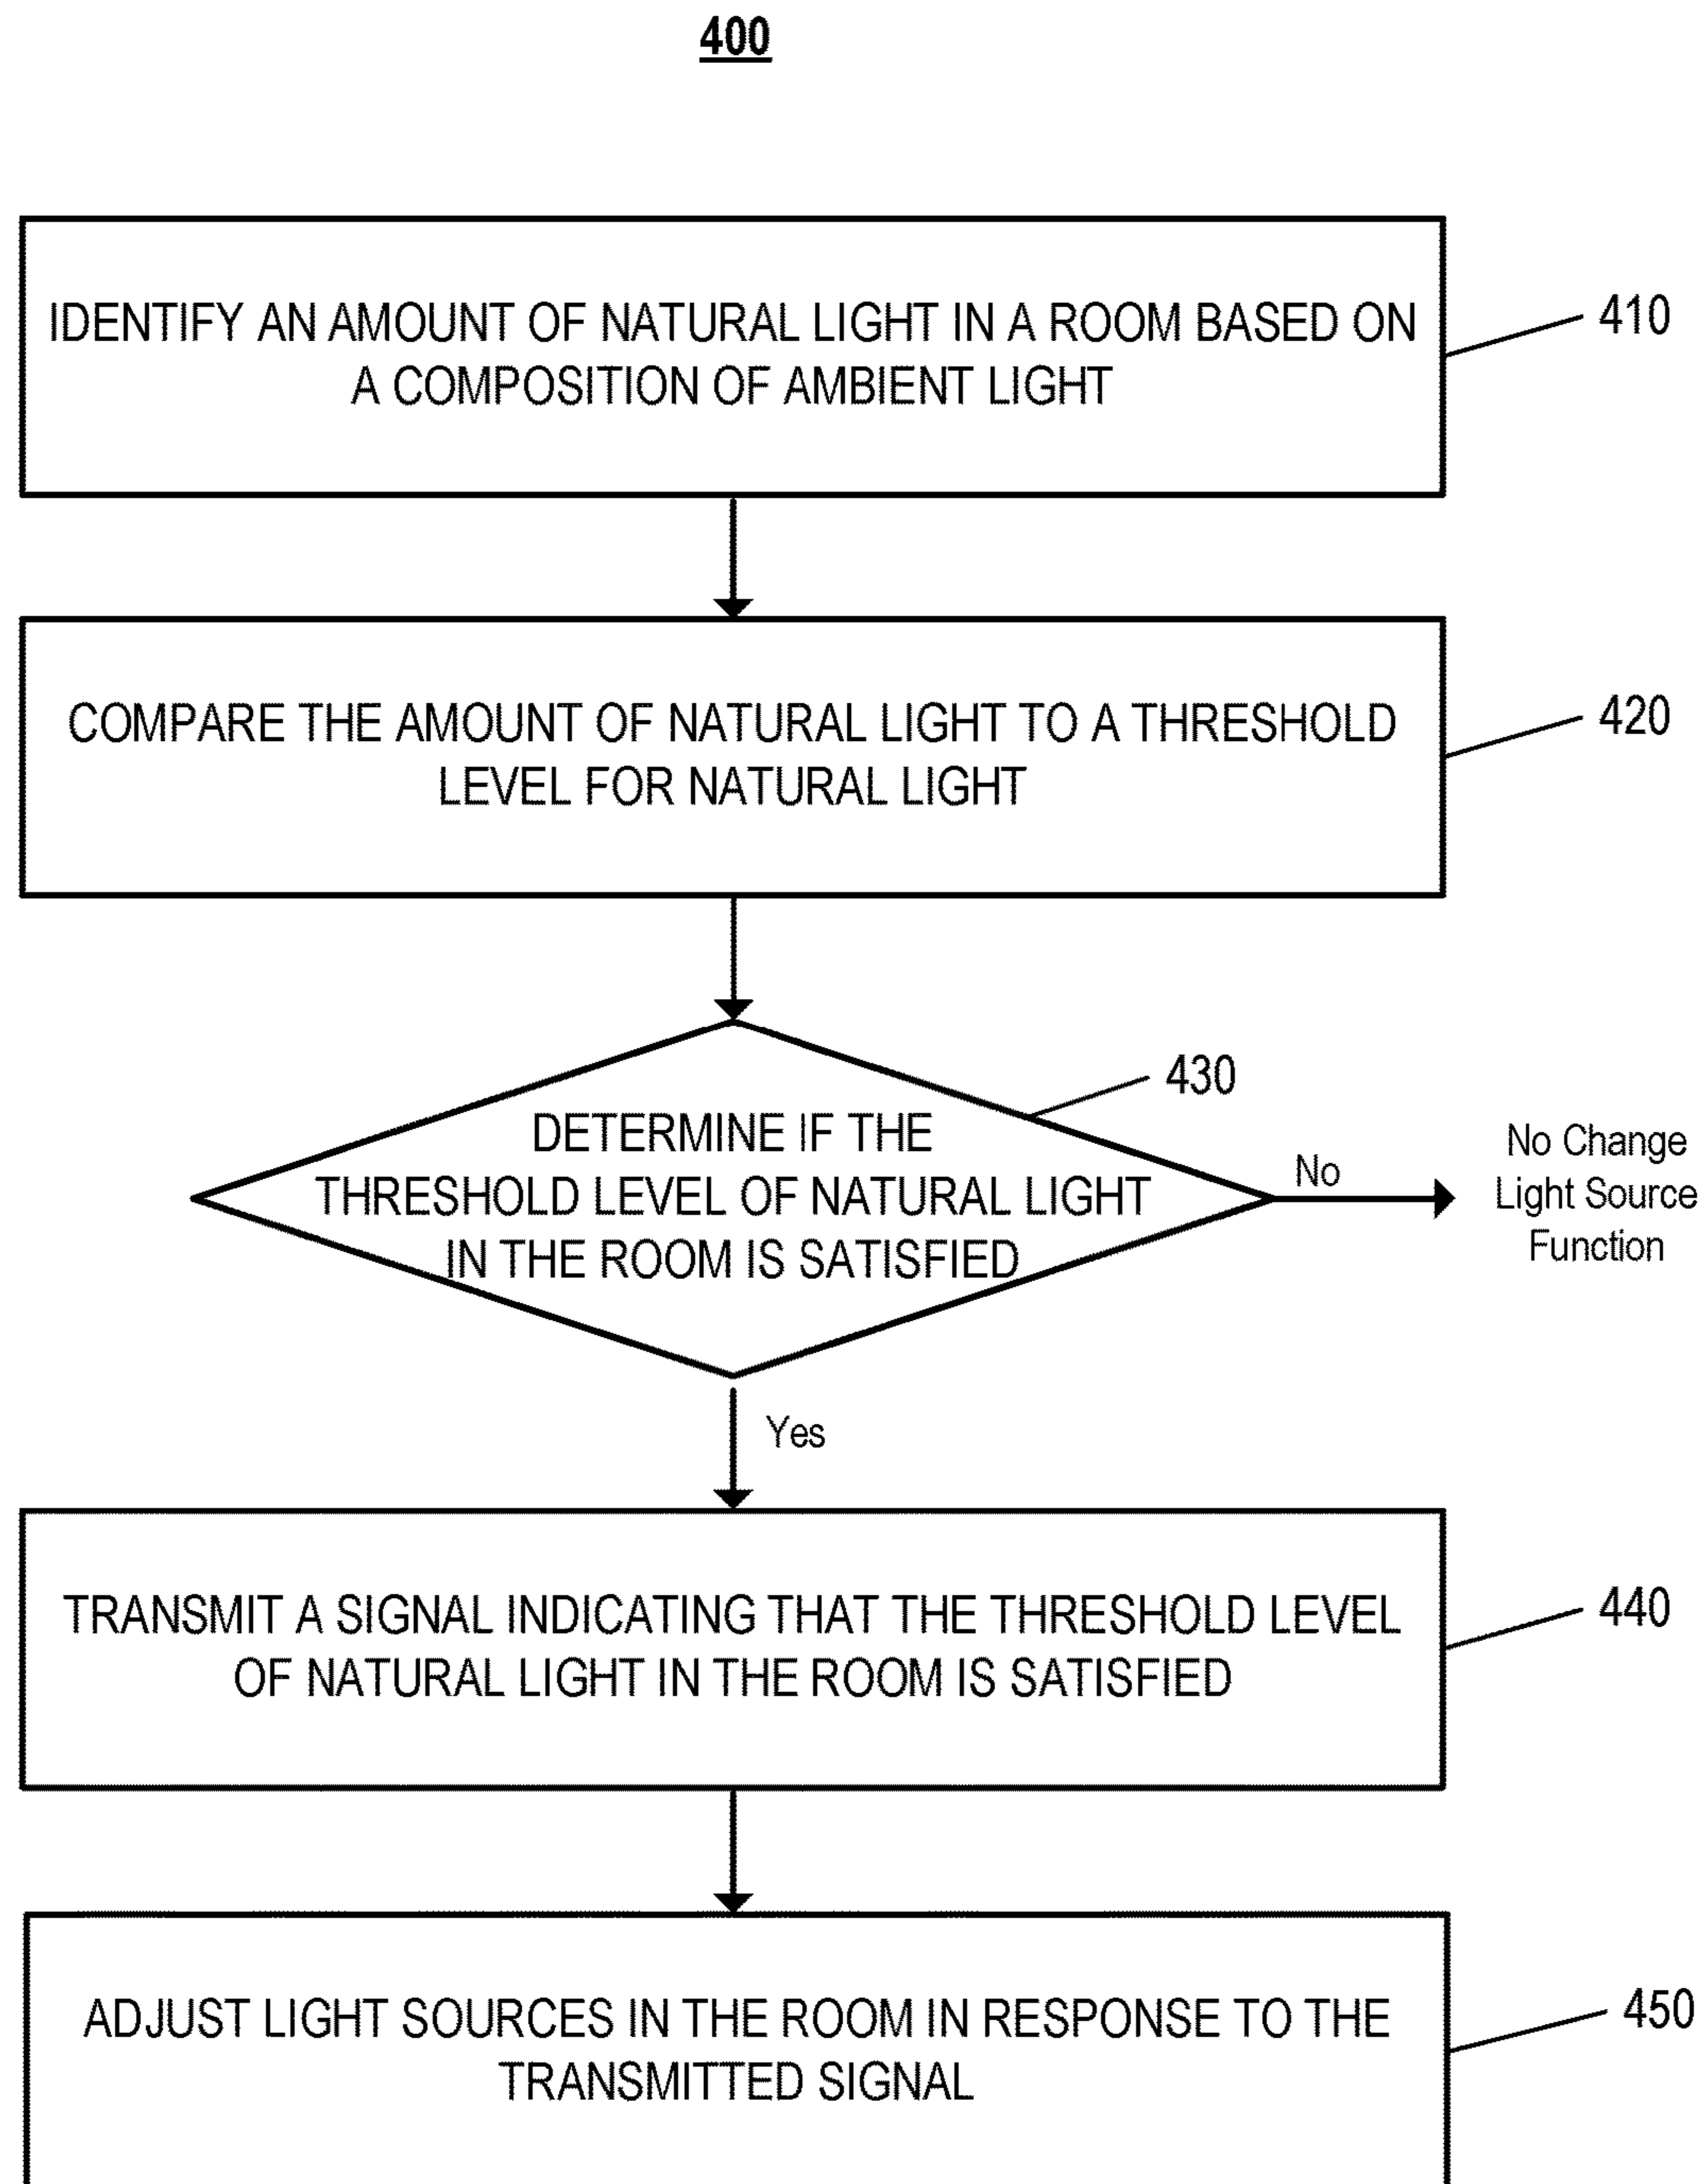 400
IDENTIFY AN AMOUNT OF NATURAL LIGHT IN A ROOM BASED ON
A COMPOSITION OF AMBIENT LIGHT
410
COMPARE THE AMOUNT OF NATURAL LIGHT TO A THRESHOLD
LEVEL FOR NATURAL LIGHT
420
430
DETERMINE IF THE
THRESHOLD LEVEL OF NATURAL LIGHT
IN THE ROOM IS SATISFIED
No
No Change
Light Source
Function
Yes
TRANSMIT A SIGNAL INDICATING THAT THE THRESHOLD LEVEL
OF NATURAL LIGHT IN THE ROOM IS SATISFIED
440
ADJUST LIGHT SOURCES IN THE ROOM IN RESPONSE TO THE
TRANSMITTED SIGNAL
450